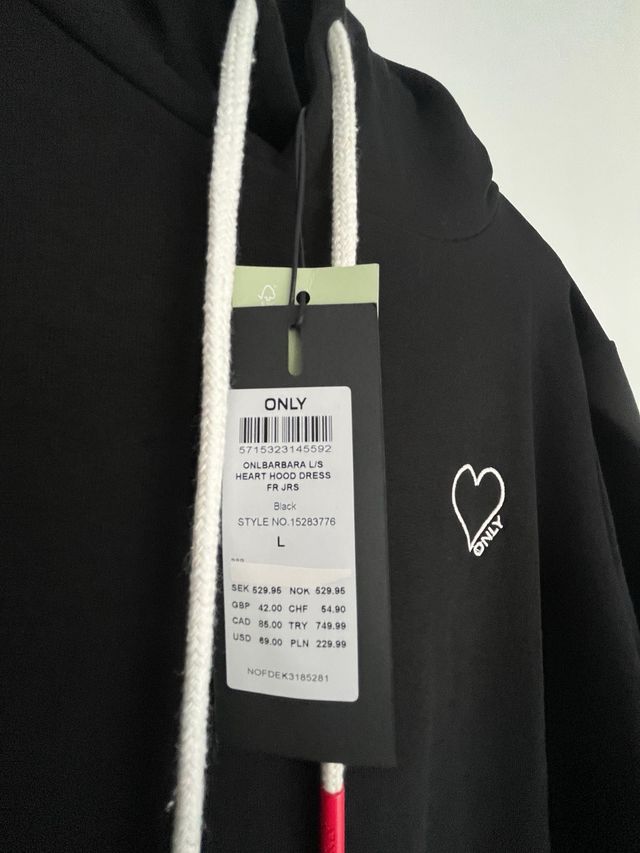 ONLY
5715323145592
ONLBARBARA L/S
HEART HOOD DRESS
FR JRS
Black
STYLE NO.15283776
L
SEK 529.95 NOK 529.95
GBP 42.00 CHF 54.90
CAD 85.00 TRY 749.99
USD 69.00 PLN 229.99
NOFDEK3185281
©ONLY